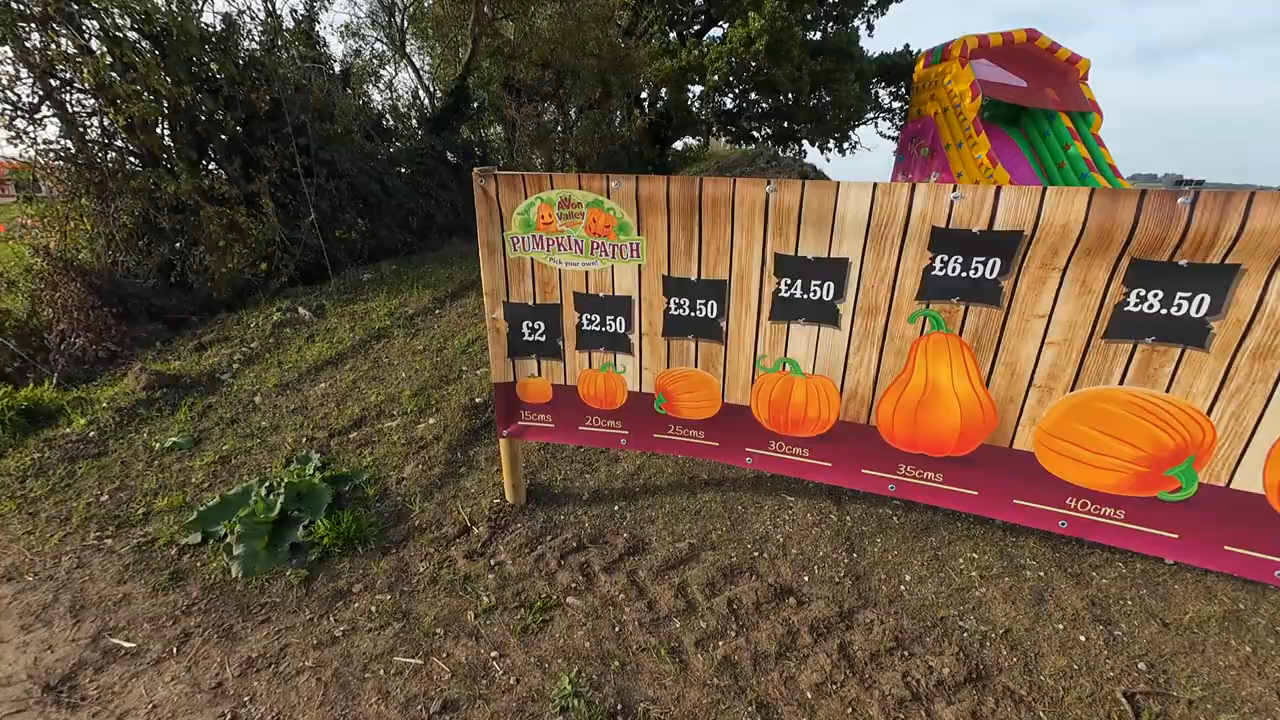 Avon
Valley
PUMPKIN PATCH
Pick your own!
£2
£2.50
£3.50
£4.50
£6.50
£8.50
15cms
20cms
25cms
30cms
35cms
40cms